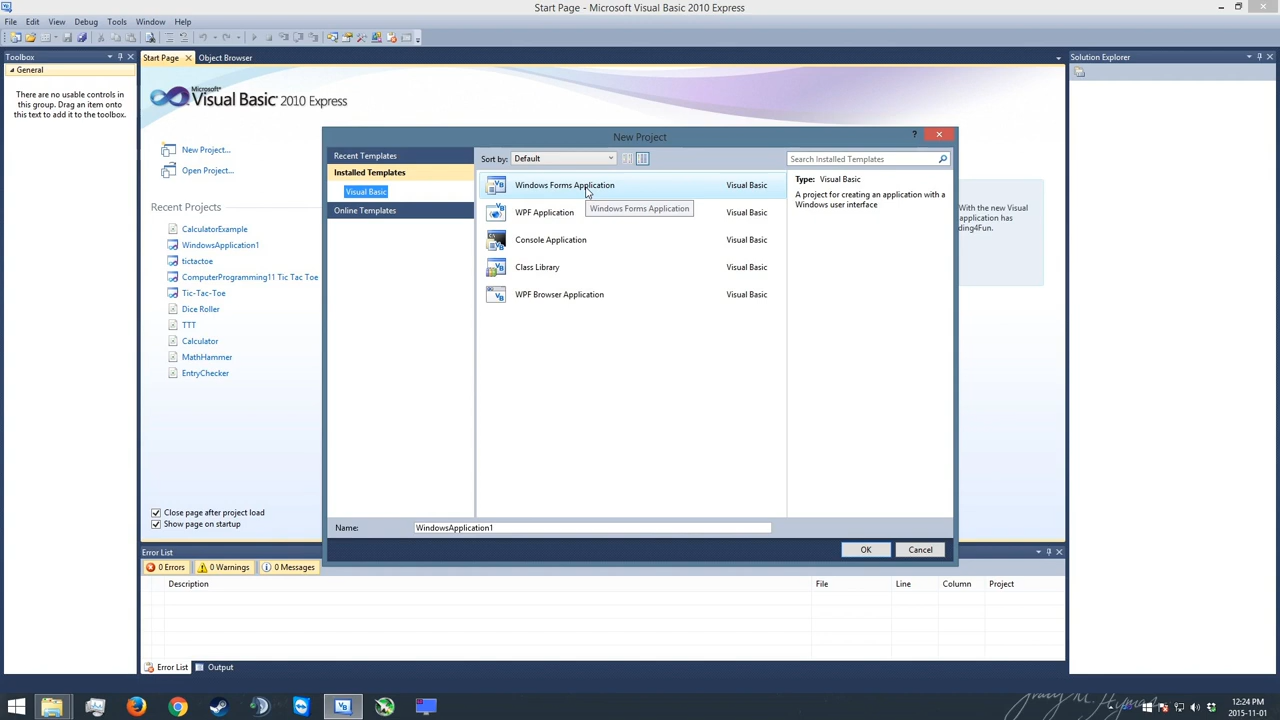 Start Page - Microsoft Visual Basic 2010 Express
File Edit View Debug Tools Window Help
Toolbox
General
There are no usable controls in
this group. Drag an item onto
this text to add it to the toolbox.
Start Page
Object Browser
Microsoft
Visual Basic 2010 Express
New Project...
Open Project...
Recent Projects
CalculatorExample
WindowsApplication1
tictactoe
ComputerProgramming11 Tic Tac Toe
Tic-Tac-Toe
Dice Roller
TTT
Calculator
MathHammer
EntryChecker
Close page after project load
Show page on startup
With the new Visual
application has
ding4Fun.
Solution Explorer
New Project
?
Recent Templates
Installed Templates
Visual Basic
Online Templates
Sort by: Default
Search Installed Templates
Windows Forms Application Visual Basic
Windows Forms Application
WPF Application Visual Basic
Console Application Visual Basic
Class Library Visual Basic
WPF Browser Application Visual Basic
Type: Visual Basic
A project for creating an application with a
Windows user interface
Name: WindowsApplication1
OK Cancel
Error List
0 Errors 0 Warnings 0 Messages
Description File Line Column Project
Error List Output
12:24 PM
2015-11-01